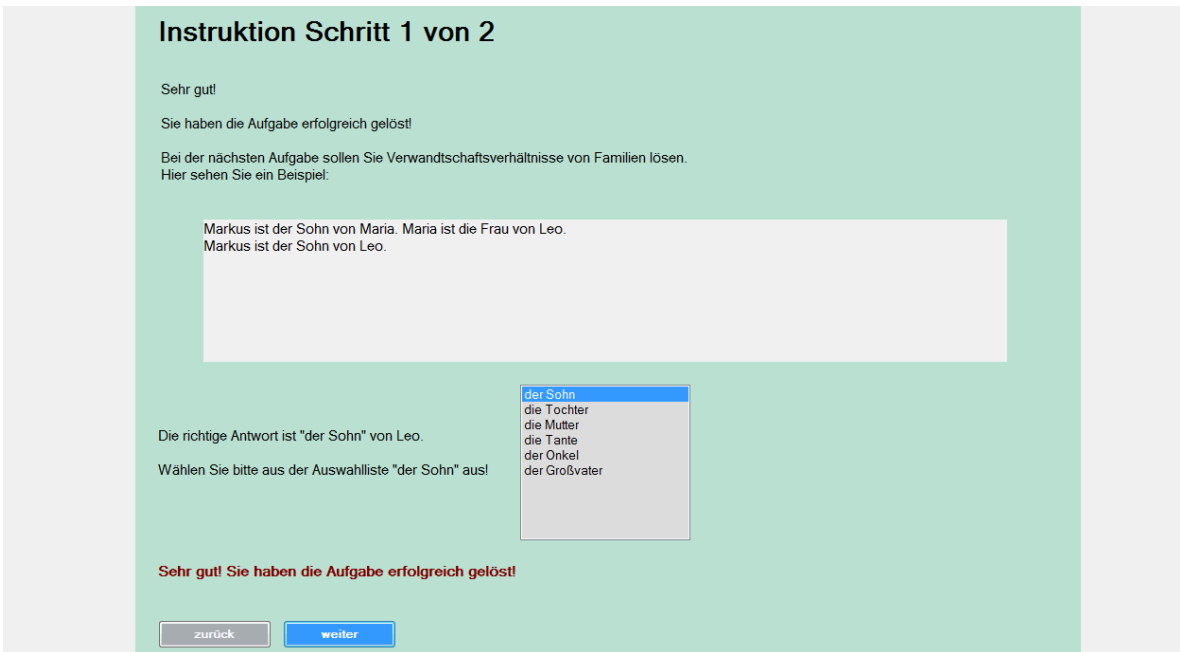 Instruktion Schritt 1 von 2
Sehr gut!
Sie haben die Aufgabe erfolgreich gelöst!
Bei der nächsten Aufgabe sollen Sie Verwandtschaftsverhältnisse von Familien lösen.
Hier sehen Sie ein Beispiel:
Markus ist der Sohn von Maria. Maria ist die Frau von Leo.
Markus ist der Sohn von Leo.
Die richtige Antwort ist "der Sohn" von Leo.
Wählen Sie bitte aus der Auswahlliste "der Sohn" aus!
der Sohn
die Tochter
die Mutter
die Tante
der Onkel
der Großvater
Sehr gut! Sie haben die Aufgabe erfolgreich gelöst!
zurück
weiter